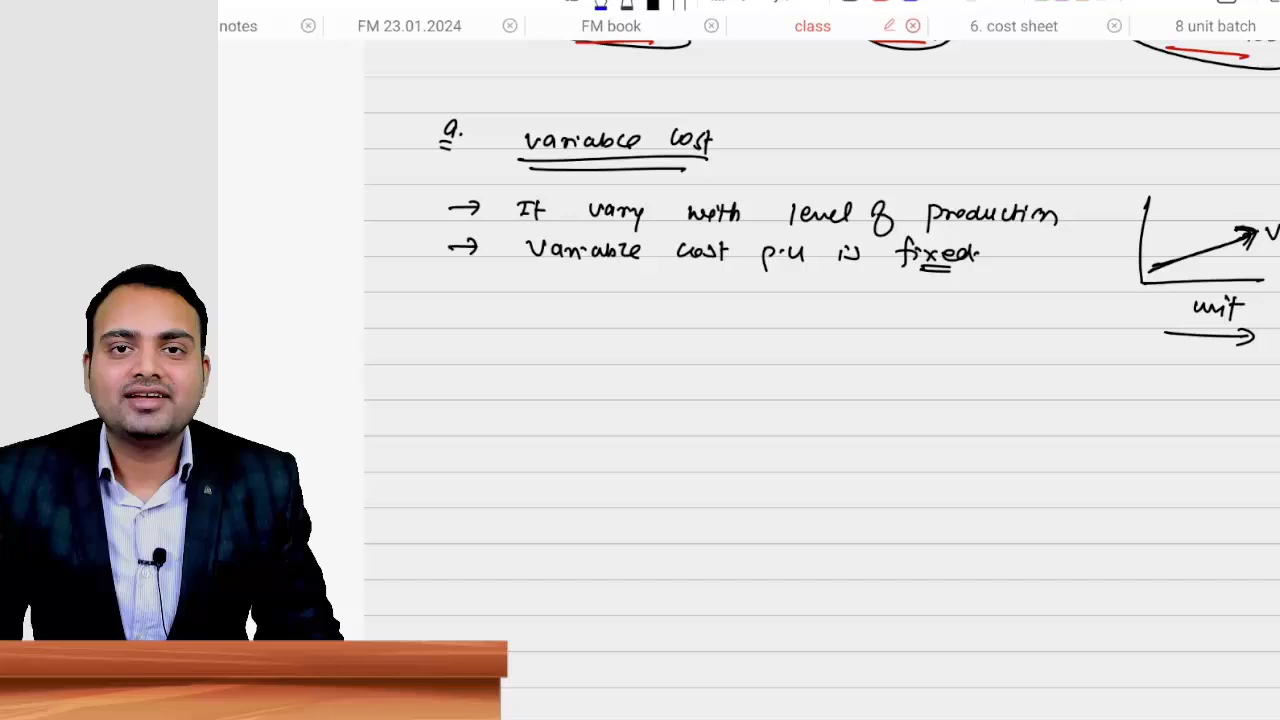 notes FM 23.01.2024 FM book class 6. cost sheet 8 unit batch
a. variable cost
→ It vary with level of production
→ Variable cost p.u is fixed.
V
unit